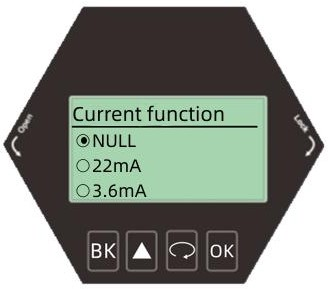 Current function
NULL
22mA
3.6mA
Open
Lock
BK
OK